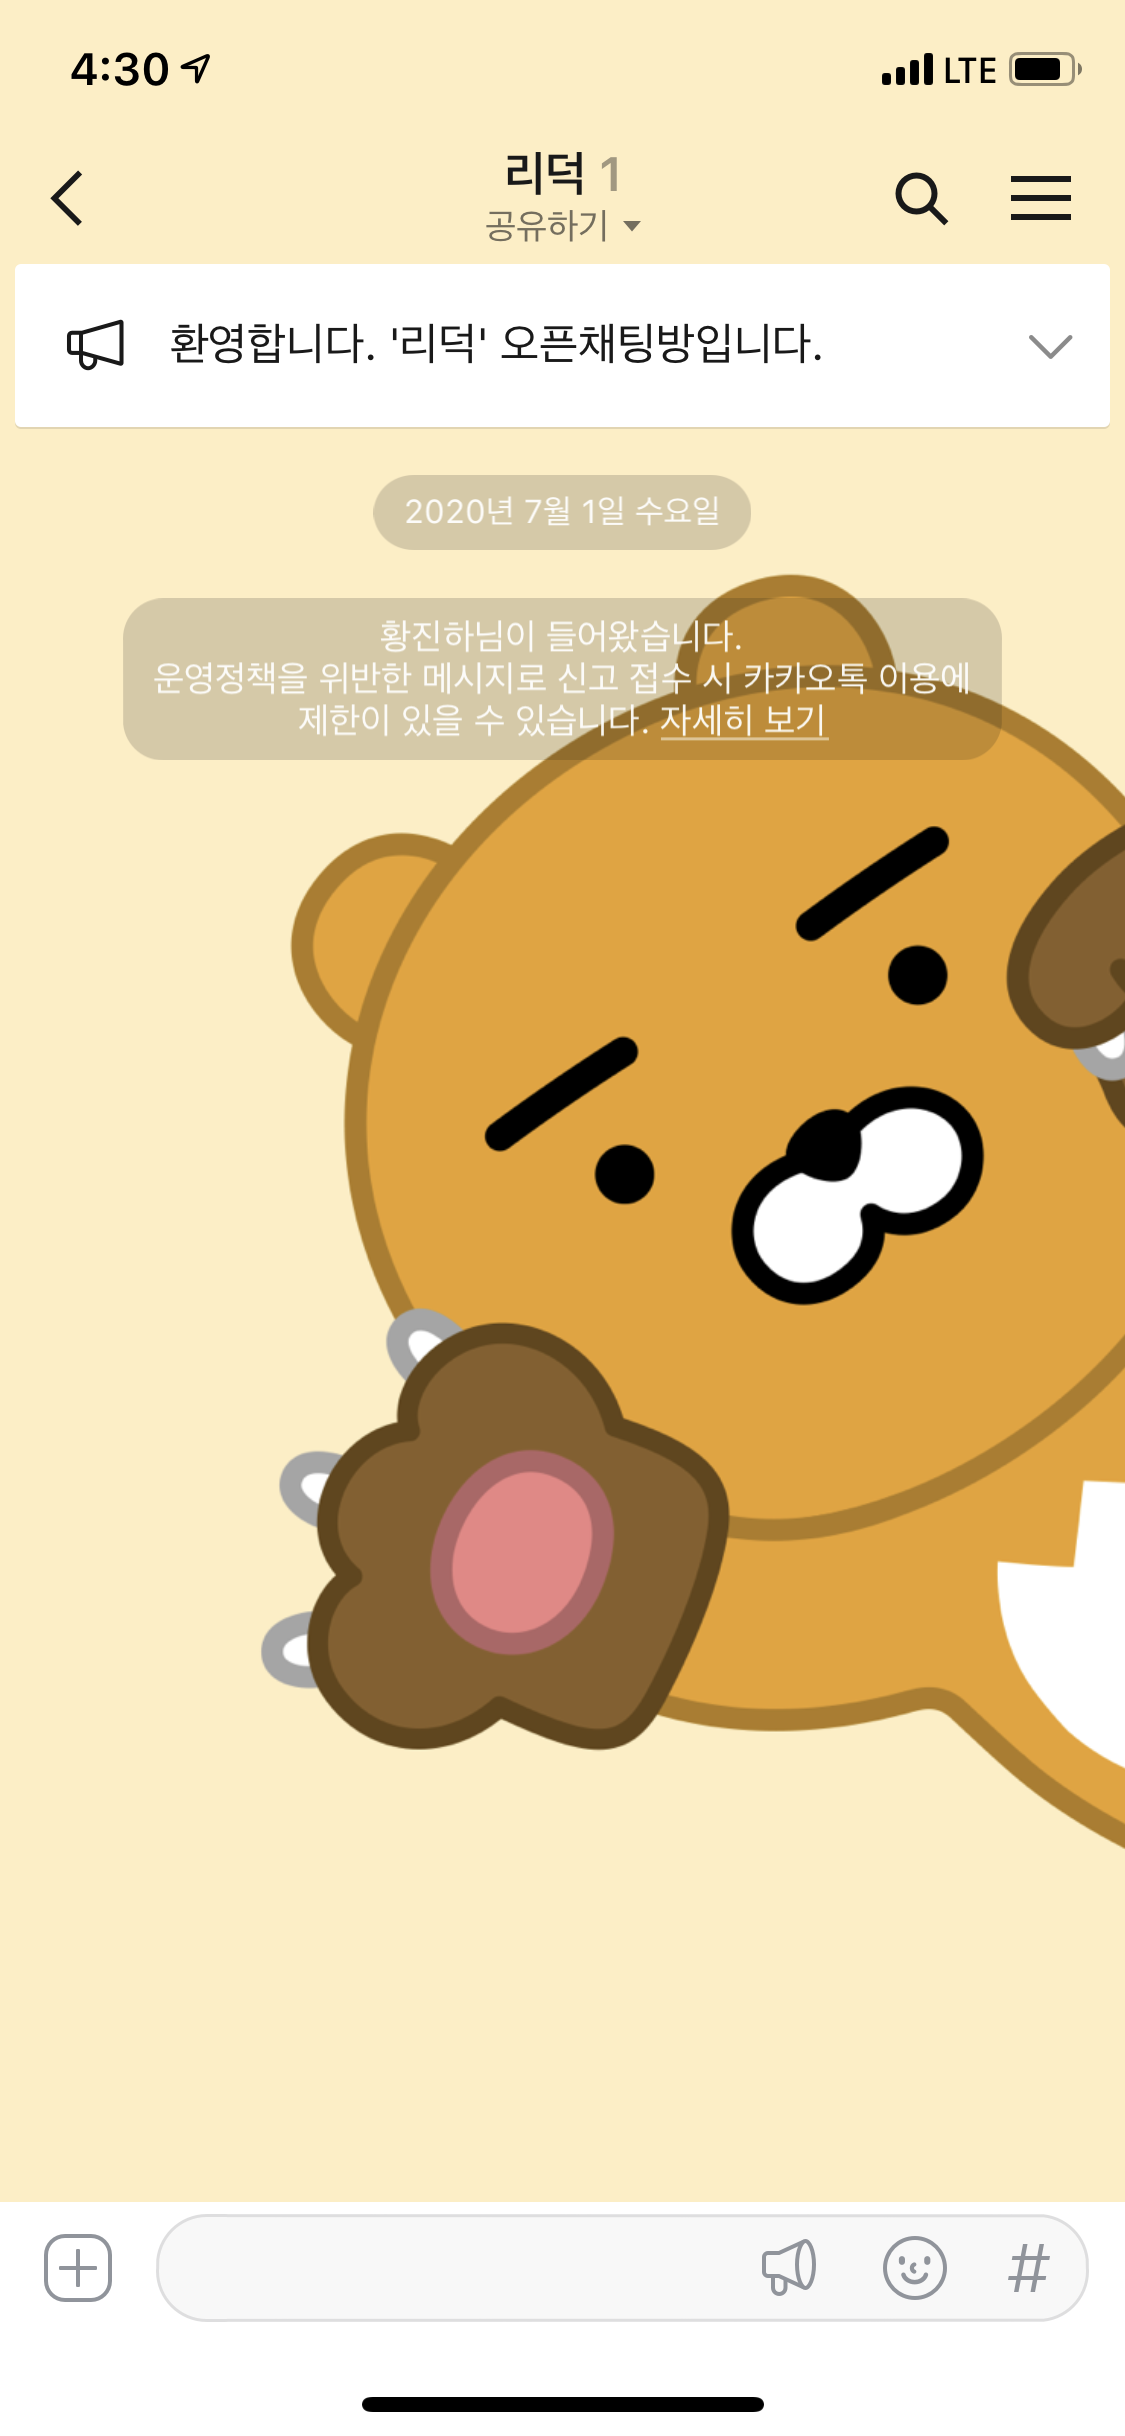 4:30
LTE
리덕 1
공유하기
환영합니다. '리덕' 오픈채팅방입니다.
2020년 7월 1일 수요일
황진하님이 들어왔습니다.
운영정책을 위반한 메시지로 신고 접수 시 카카오톡 이용에
제한이 있을 수 있습니다. 자세히 보기
#